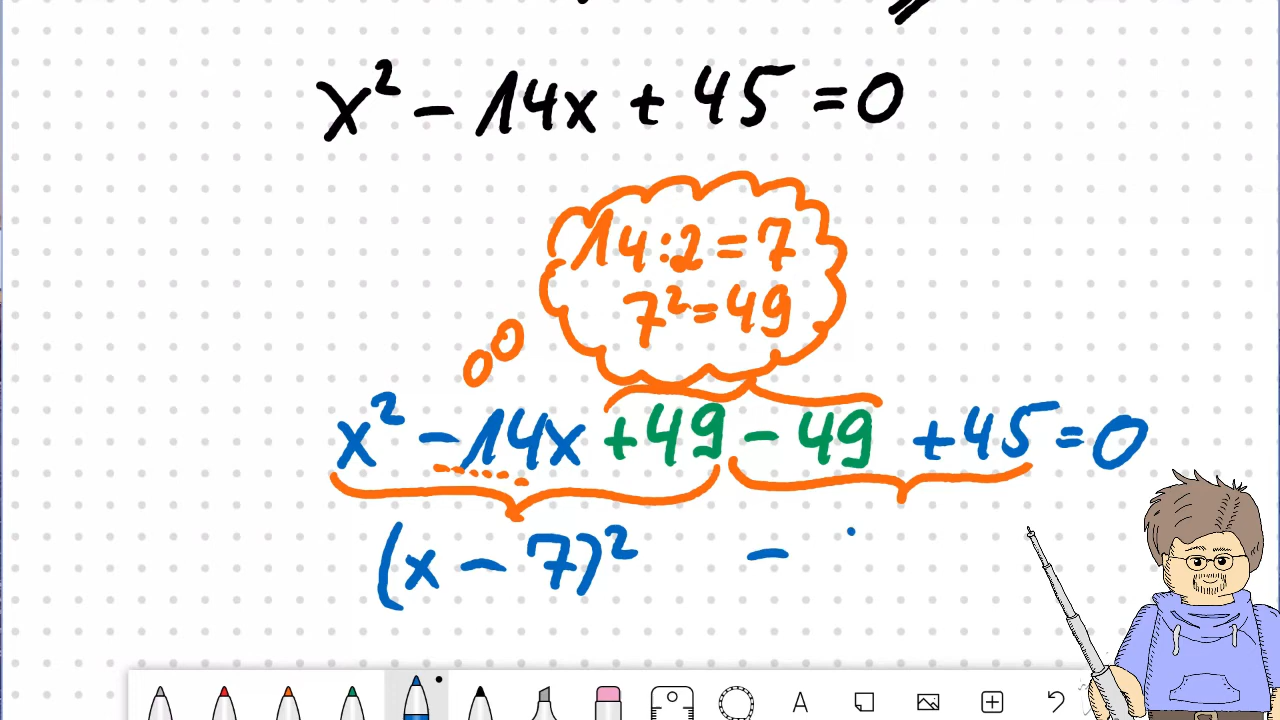 x² - 14x + 45 = 0
14:2 = 7
7² = 49
x² - 14x + 49 - 49 + 45 = 0
(x - 7)² -
A